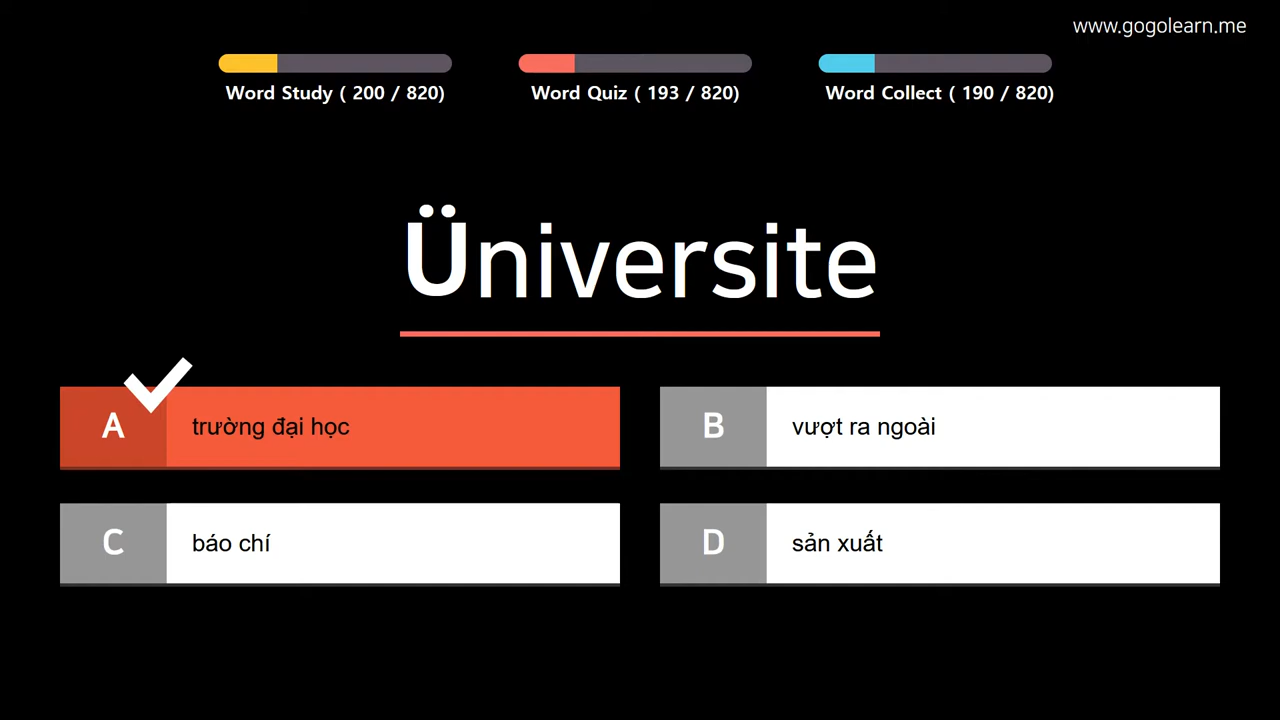 www.gogolearn.me
Word Study ( 200 / 820)
Word Quiz ( 193 / 820)
Word Collect ( 190 / 820)
Üniversite
A trường đại học
B vượt ra ngoài
C báo chí
D sản xuất